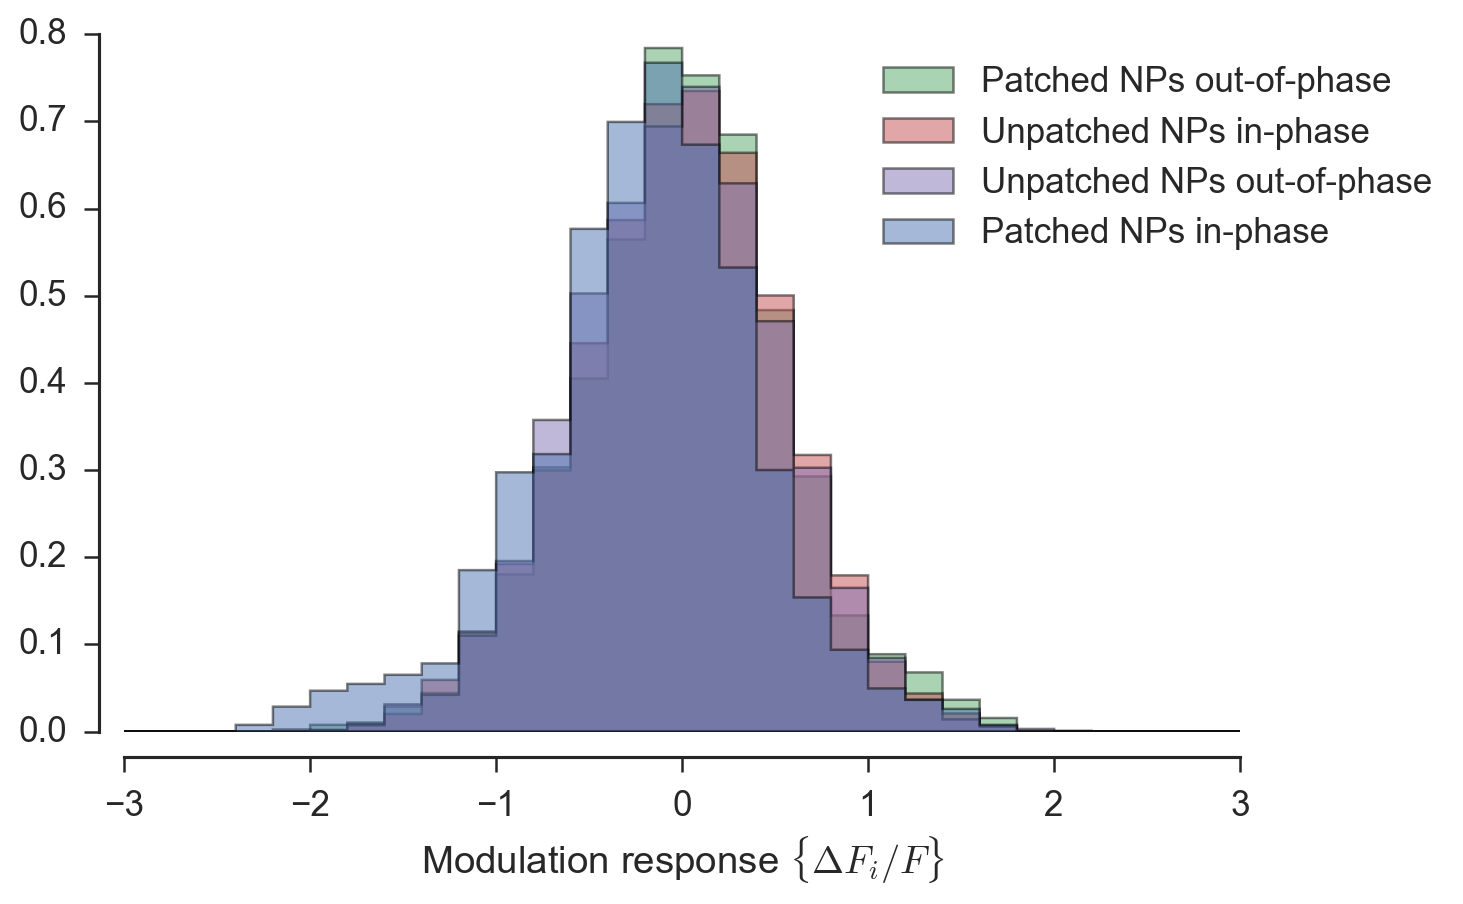 0.8
0.7
0.6
0.5
0.4
0.3
0.2
0.1
0.0
Patched NPs out-of-phase
Unpatched NPs in-phase
Unpatched NPs out-of-phase
Patched NPs in-phase
−3 −2 −1 0 1 2 3
Modulation response {ΔFᵢ/F}